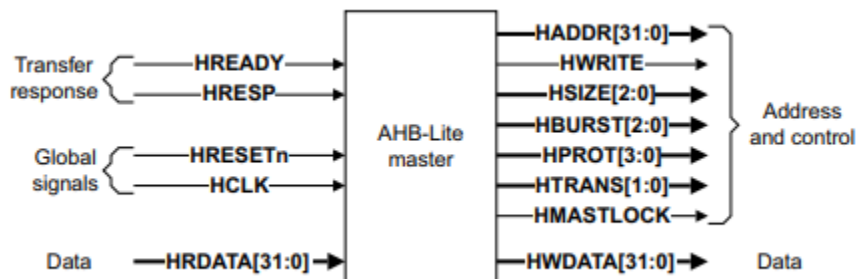 Transfer
response
HREADY
HRESP
Global
signals
HRESETn
HCLK
Data
HRDATA[31:0]
AHB-Lite
master
HADDR[31:0]
HWRITE
HSIZE[2:0]
HBURST[2:0]
HPROT[3:0]
HTRANS[1:0]
HMASTLOCK
Address
and control
HWDATA[31:0]
Data